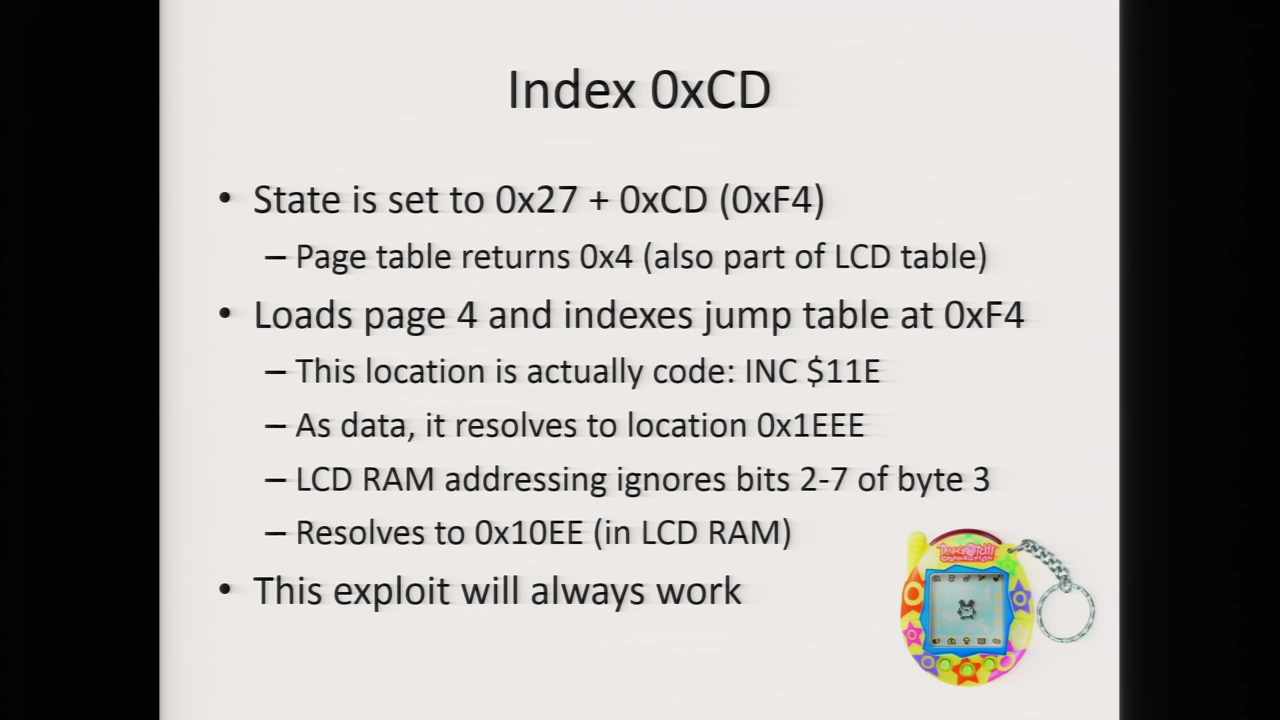 Index 0xCD
• State is set to 0x27 + 0xCD (0xF4)
– Page table returns 0x4 (also part of LCD table)
• Loads page 4 and indexes jump table at 0xF4
– This location is actually code: INC $11E
– As data, it resolves to location 0x1EEE
– LCD RAM addressing ignores bits 2-7 of byte 3
– Resolves to 0x10EE (in LCD RAM)
• This exploit will always work